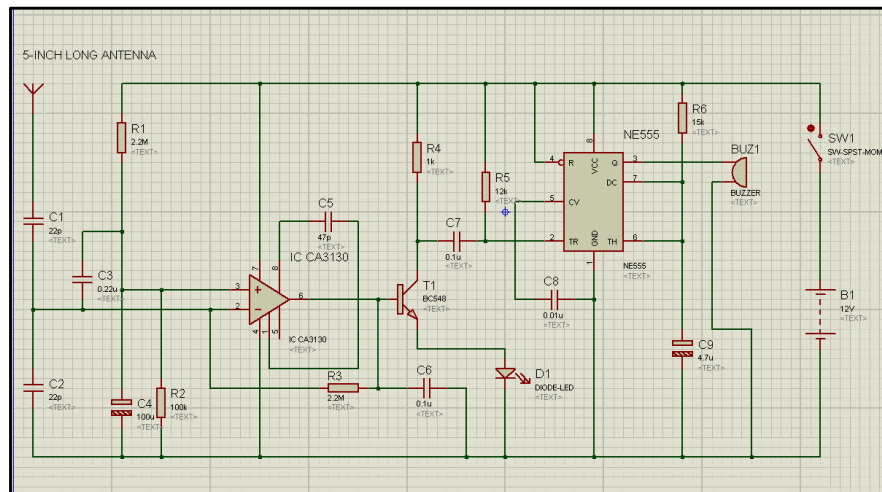 5-INCH LONG ANTENNA
R1
2.2M
<TEXT>
C1
22p
<TEXT>
C3
0.22u
<TEXT>
C2
22p
<TEXT>
C4
100u
<TEXT>
R2
100k
<TEXT>
C5
47p
<TEXT>
IC CA3130
3
2
7
8
6
4
1
5
IC CA3130
<TEXT>
R3
2.2M
<TEXT>
C6
0.1u
<TEXT>
R4
1k
<TEXT>
T1
BC548
<TEXT>
C7
0.1u
<TEXT>
R5
12k
<TEXT>
D1
DIODE-LED
<TEXT>
C8
0.01u
<TEXT>
NE555
4
R
8
VCC
Q
3
DC
7
5
CV
2
TR
GND
1
TH
6
NE555
<TEXT>
R6
15k
<TEXT>
BUZ1
BUZZER
<TEXT>
C9
4.7u
<TEXT>
SW1
SW-SPST-MOM
<TEXT>
B1
12V
<TEXT>